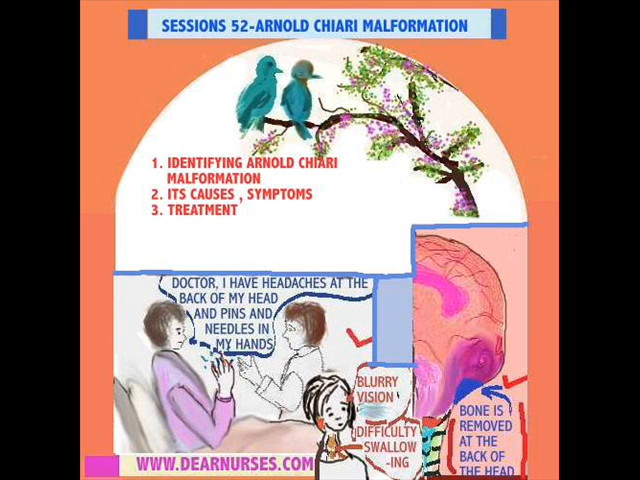 SESSIONS 52-ARNOLD CHIARI MALFORMATION
1. IDENTIFYING ARNOLD CHIARI
MALFORMATION
2. ITS CAUSES , SYMPTOMS
3. TREATMENT
DOCTOR, I HAVE HEADACHES AT THE
BACK OF MY HEAD
AND PINS AND
NEEDLES IN
MY HANDS
BLURRY
VISION
DIFFICULTY
SWALLOW
-ING
BONE IS
REMOVED
AT THE
BACK OF
THE HEAD
WWW.DEARNURSES.COM